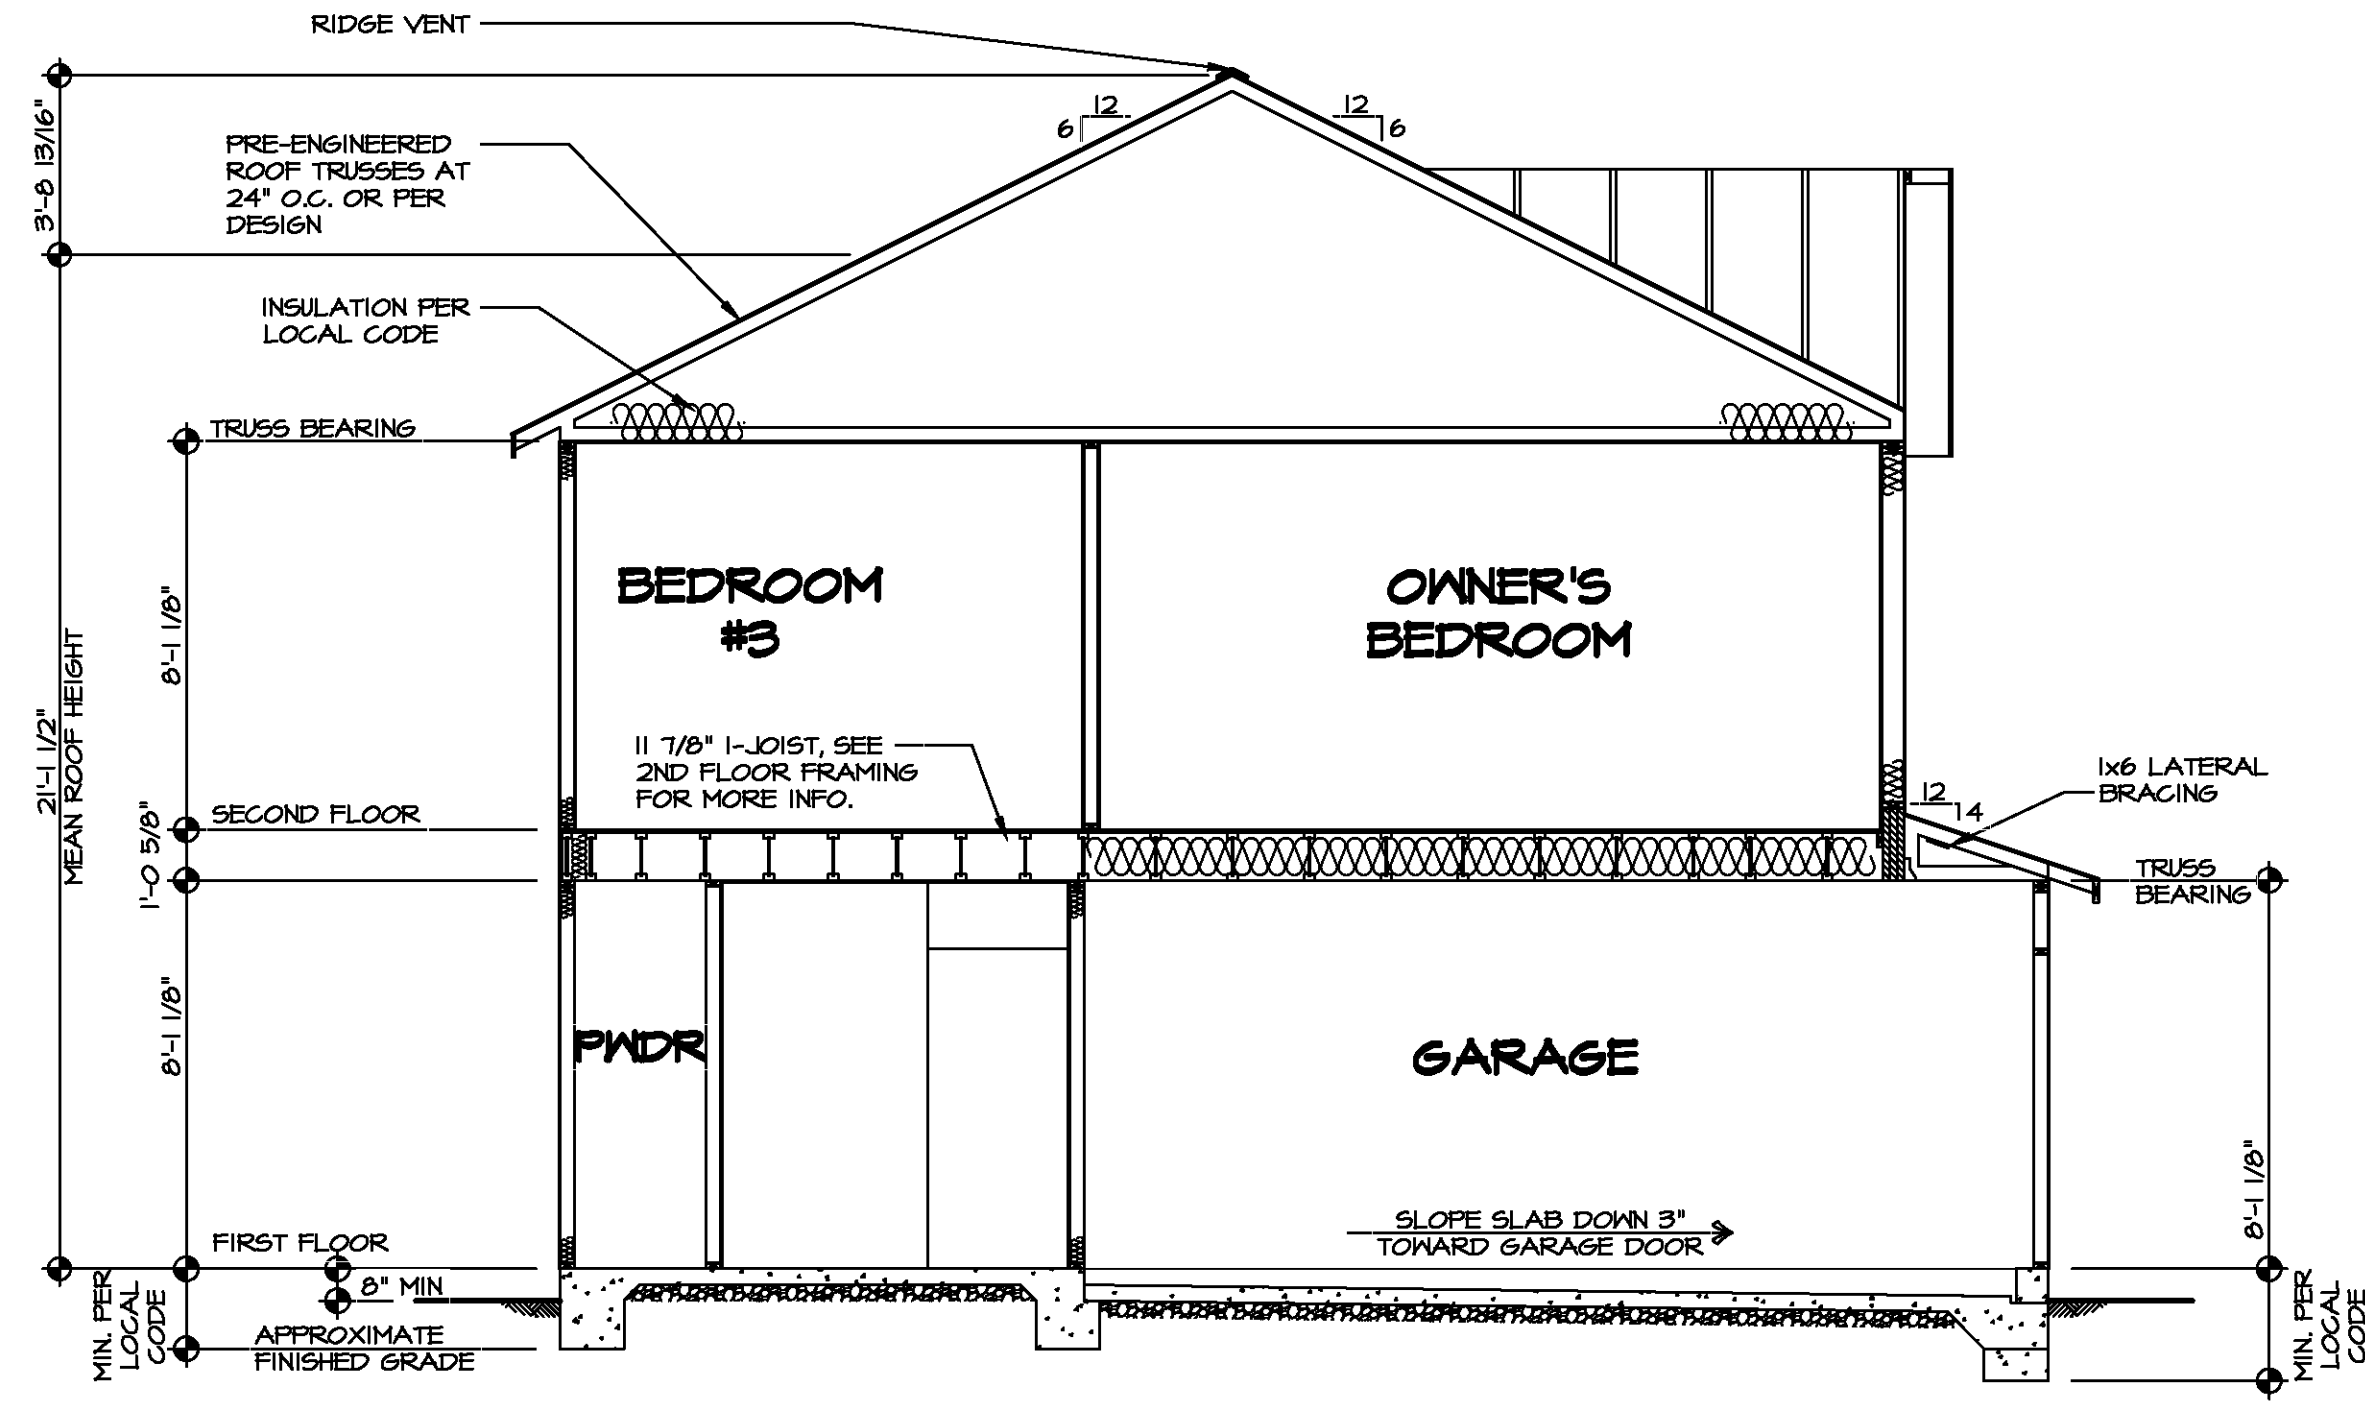 RIDGE VENT
12
6
12
6
3'-8 13/16"
PRE-ENGINEERED
ROOF TRUSSES AT
24" O.C. OR PER
DESIGN
INSULATION PER
LOCAL CODE
TRUSS BEARING
8'-1 1/8"
BEDROOM
#3
OWNER'S
BEDROOM
21'-1 1/2"
MEAN ROOF HEIGHT
11 7/8" I-JOIST, SEE
2ND FLOOR FRAMING
FOR MORE INFO.
SECOND FLOOR
1'-0 5/8"
12
14
1x6 LATERAL
BRACING
TRUSS
BEARING
8'-1 1/8"
PWDR
GARAGE
SLOPE SLAB DOWN 3"
TOWARD GARAGE DOOR
8'-1 1/8"
FIRST FLOOR
8" MIN
APPROXIMATE
FINISHED GRADE
MIN. PER
LOCAL
CODE
MIN. PER
LOCAL
CODE